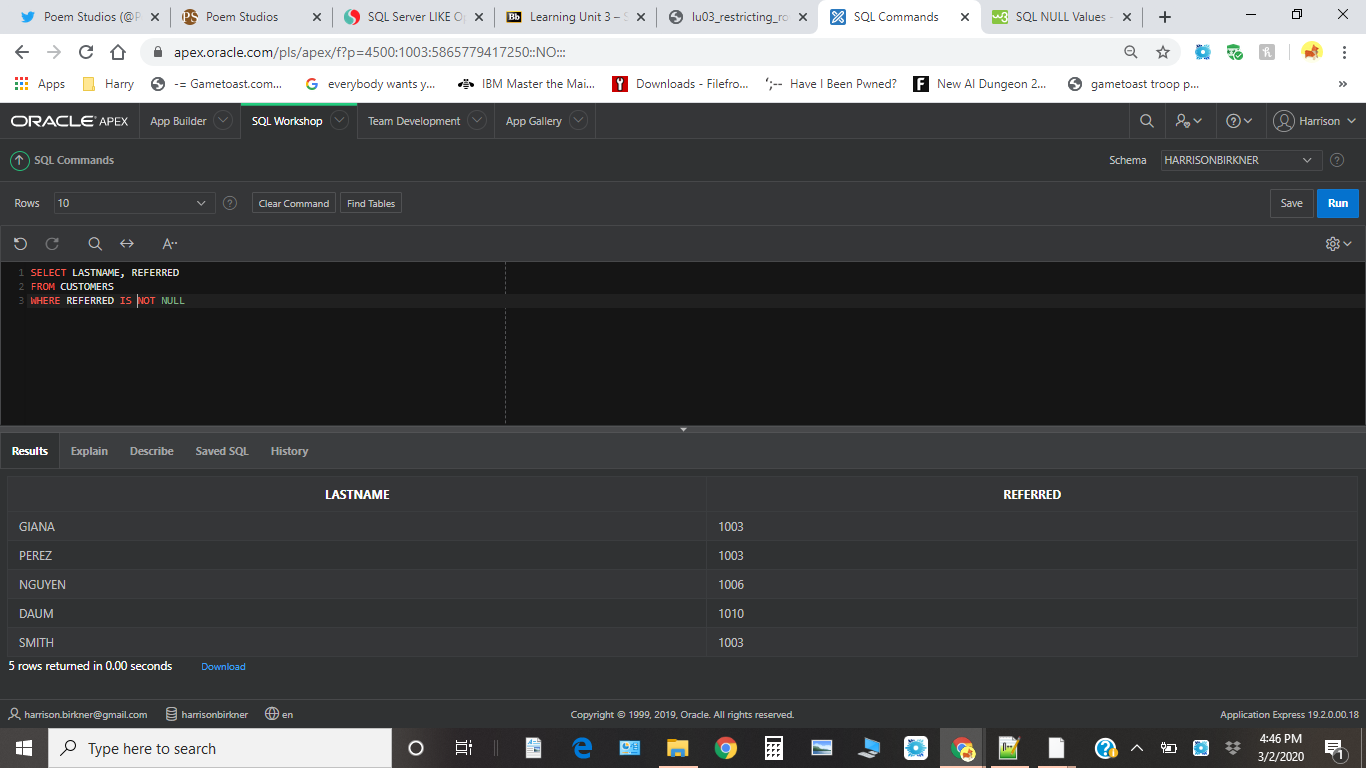 Poem Studios (@P
Poem Studios
SQL Server LIKE Op
Bb Learning Unit 3 – S
lu03_restricting_ro
SQL Commands
w3 SQL NULL Values -
apex.oracle.com/pls/apex/f?p=4500:1003:5865779417250::NO:::
Apps
Harry
-= Gametoast.com...
everybody wants y...
IBM Master the Mai...
Downloads - Filefro...
';-- Have I Been Pwned?
New AI Dungeon 2...
gametoast troop p...
»
ORACLE APEX
App Builder
SQL Workshop
Team Development
App Gallery
Harrison
SQL Commands
Schema
HARRISONBIRKNER
Rows
10
Clear Command
Find Tables
Save
Run
A··
1 SELECT LASTNAME, REFERRED
2 FROM CUSTOMERS
3 WHERE REFERRED IS NOT NULL
Results Explain Describe Saved SQL History
LASTNAME REFERRED
GIANA 1003
PEREZ 1003
NGUYEN 1006
DAUM 1010
SMITH 1003
5 rows returned in 0.00 seconds Download
harrison.birkner@gmail.com harrisonbirkner en
Copyright © 1999, 2019, Oracle. All rights reserved.
Application Express 19.2.0.00.18
Type here to search
4:46 PM
3/2/2020
1